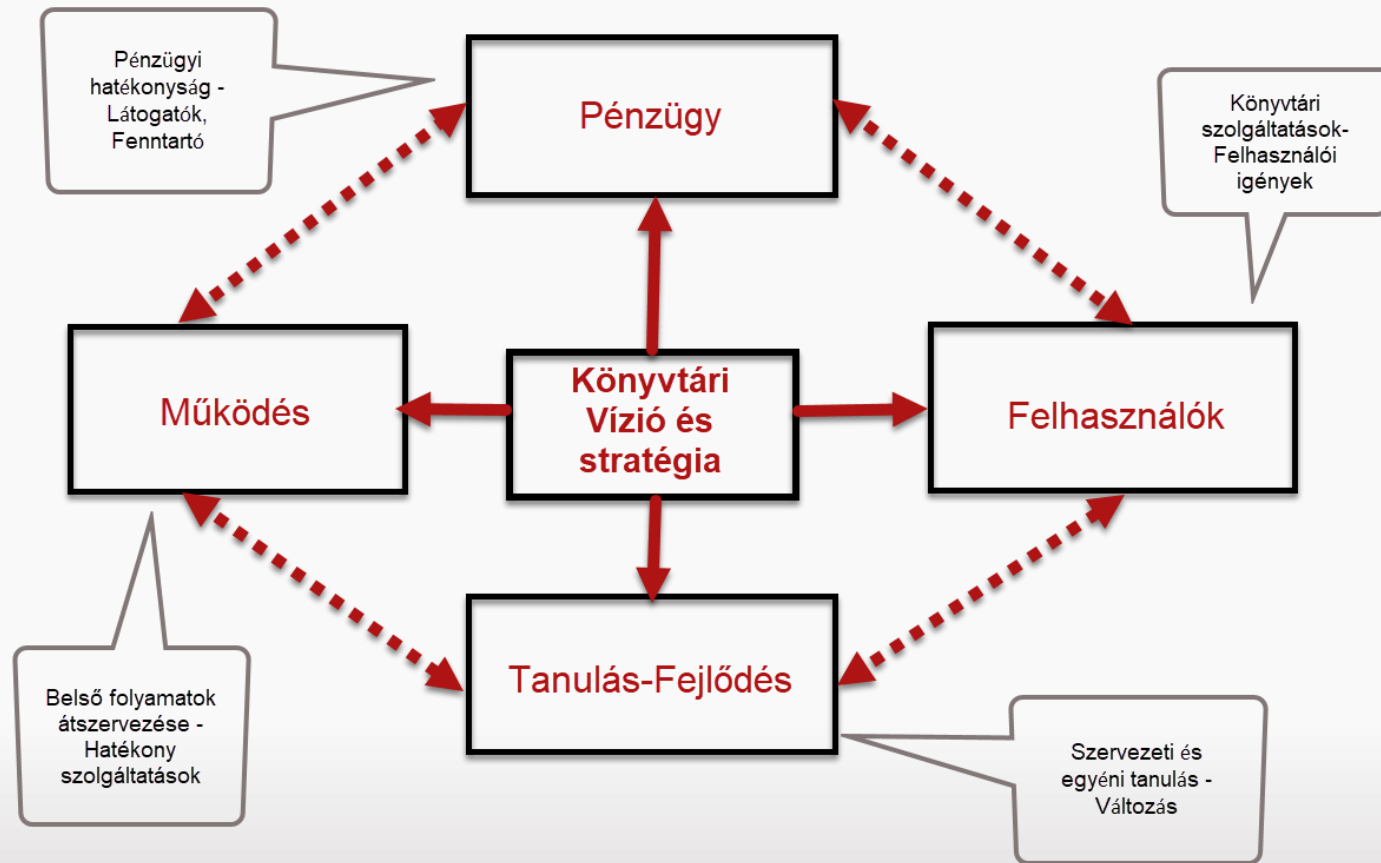 Pénzügyi
hatékonyság -
Látogatók,
Fenntartó
Pénzügy
Könyvtári
szolgáltatások-
Felhasználói
igények
Működés
Könyvtári
Vízió és
stratégia
Felhasználók
Tanulás-Fejlődés
Belső folyamatok
átszervezése -
Hatékony
szolgáltatások
Szervezeti és
egyéni tanulás -
Változás